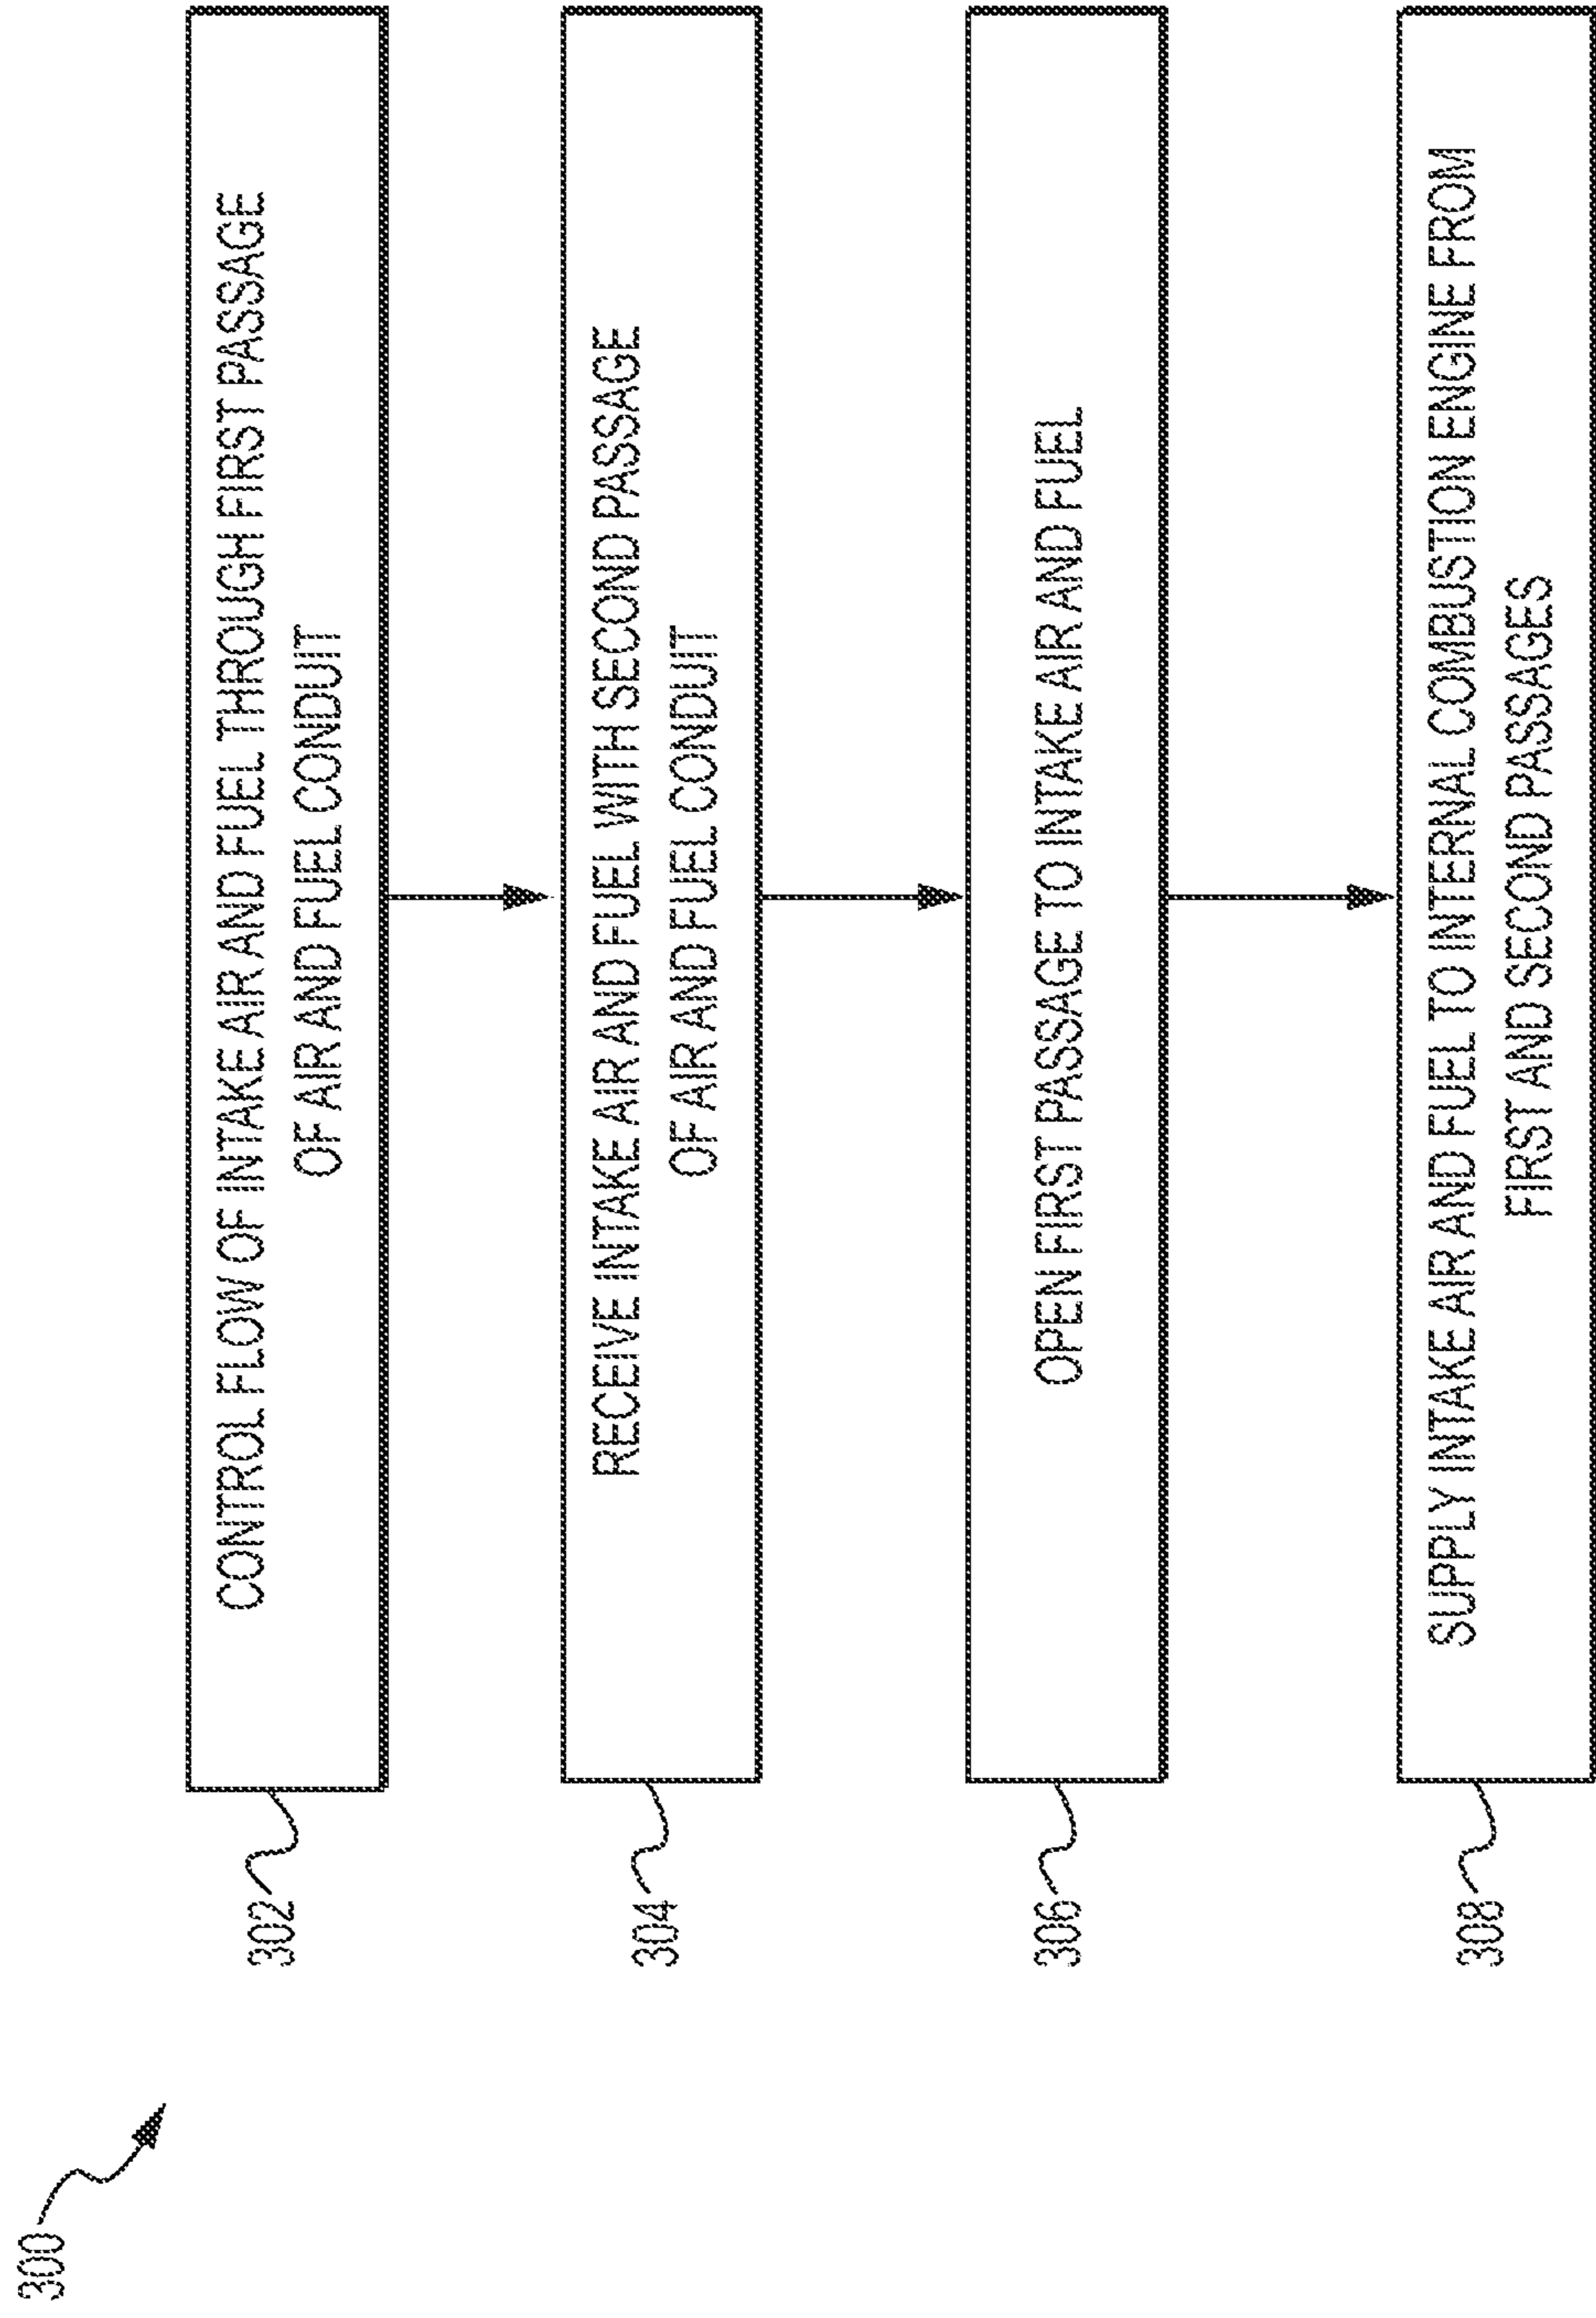 300
302
CONTROL FLOW OF INTAKE AIR AND FUEL THROUGH FIRST PASSAGE
OF AIR AND FUEL CONDUIT
304
RECEIVE INTAKE AIR AND FUEL WITH SECOND PASSAGE
OF AIR AND FUEL CONDUIT
306
OPEN FIRST PASSAGE TO INTAKE AIR AND FUEL
308
SUPPLY INTAKE AIR AND FUEL TO INTERNAL COMBUSTION ENGINE FROM
FIRST AND SECOND PASSAGES